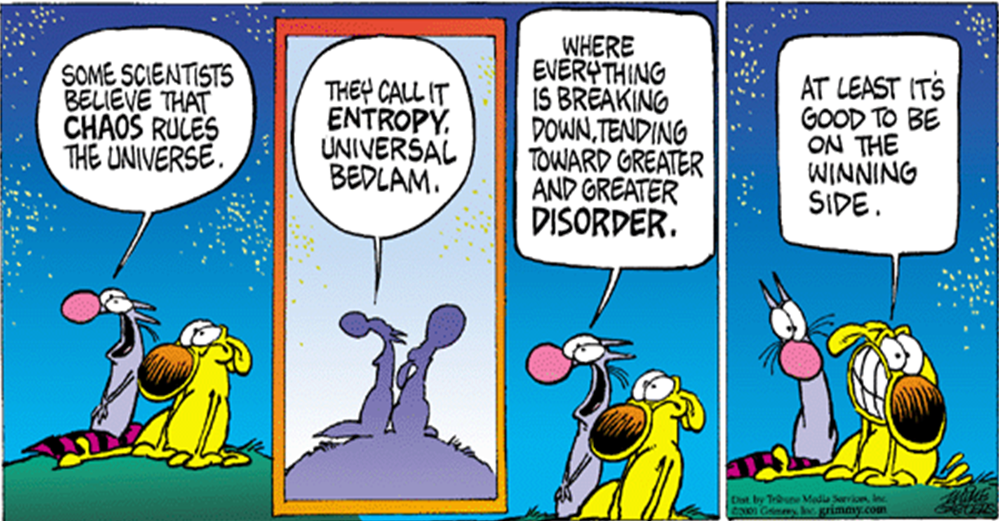 SOME SCIENTISTS
BELIEVE THAT
CHAOS RULES
THE UNIVERSE.
THEY CALL IT
ENTROPY.
UNIVERSAL
BEDLAM.
WHERE
EVERYTHING
IS BREAKING
DOWN, TENDING
TOWARD GREATER
AND GREATER
DISORDER.
AT LEAST IT'S
GOOD TO BE
ON THE
WINNING
SIDE.
Dist. by Tribune Media Services, Inc.
©2001 Grimmy, Inc. grimmy.com
MIKE
PETERS